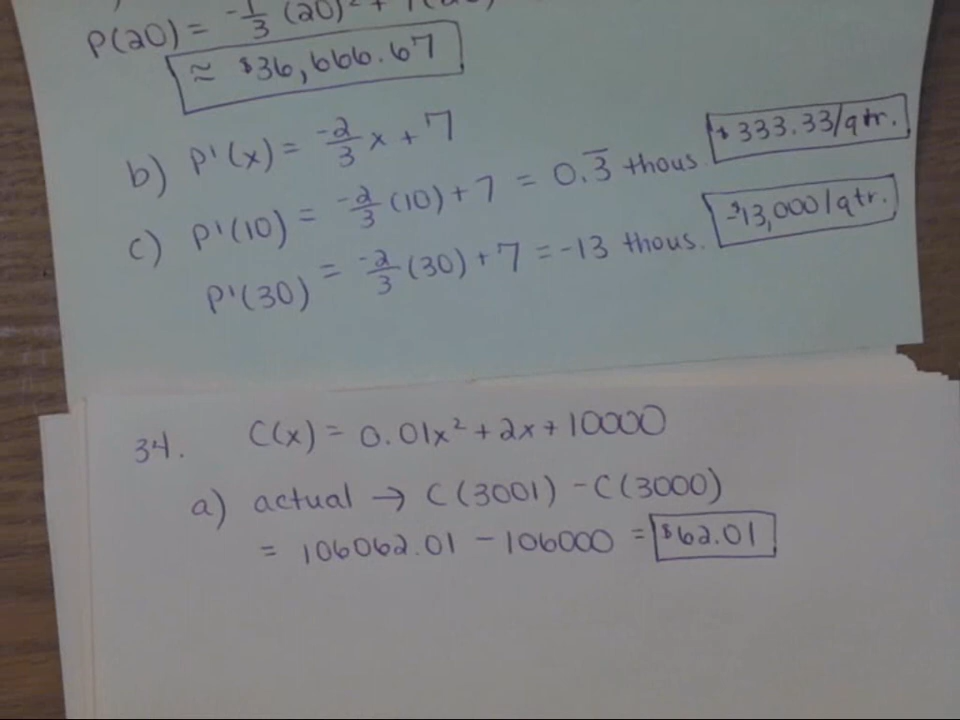 P(20) = -1/3 (20)² +
≈ $36,666.67
b) P'(x) = -2/3 x + 7
c) P'(10) = -2/3 (10) + 7 = 0.3̅ thous. $333.33/qtr.
P'(30) = -2/3 (30) + 7 = -13 thous. -$13,000/qtr.
34. C(x) = 0.01x² + 2x + 10000
a) actual → C(3001) - C(3000)
= 106062.01 - 106000 = $62.01